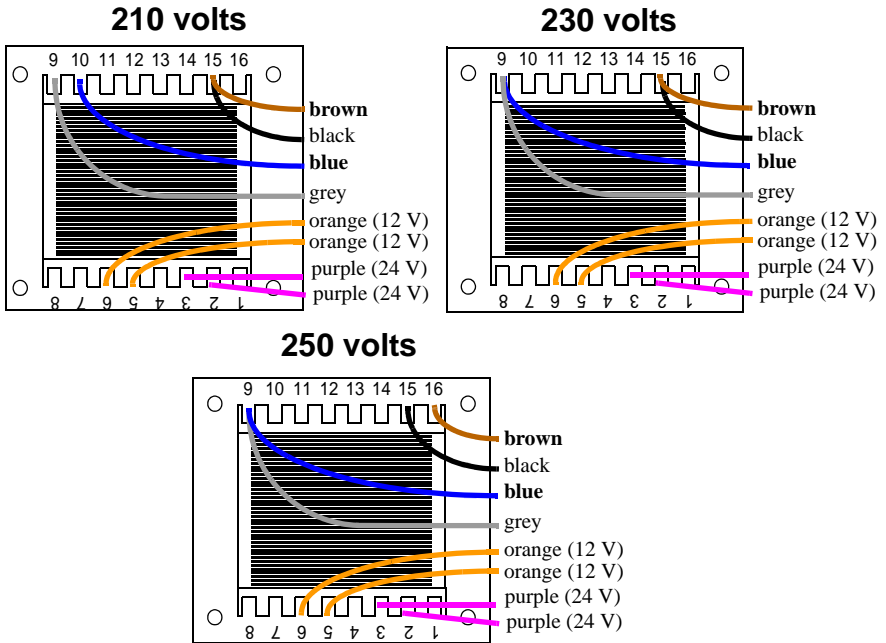 210 volts
9 10 11 12 13 14 15 16
brown
black
blue
grey
orange (12 V)
orange (12 V)
purple (24 V)
purple (24 V)
8 7 6 5 4 3 2 1
230 volts
9 10 11 12 13 14 15 16
brown
black
blue
grey
orange (12 V)
orange (12 V)
purple (24 V)
purple (24 V)
8 7 6 5 4 3 2 1
250 volts
9 10 11 12 13 14 15 16
brown
black
blue
grey
orange (12 V)
orange (12 V)
purple (24 V)
purple (24 V)
8 7 6 5 4 3 2 1